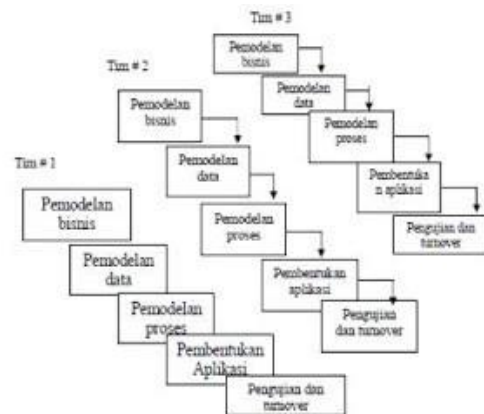 Tim # 3
Pemodelan
bisnis
Pemodelan
data
Pemodelan
proses
Pembentuka
n aplikasi
Pengujian dan
turnover
Tim # 2
Pemodelan
bisnis
Pemodelan
data
Pemodelan
proses
Pembentukan
aplikasi
Pengujian
dan turnover
Tim # 1
Pemodelan
bisnis
Pemodelan
data
Pemodelan
proses
Pembentukan
Aplikasi
Pengujian dan
turnover